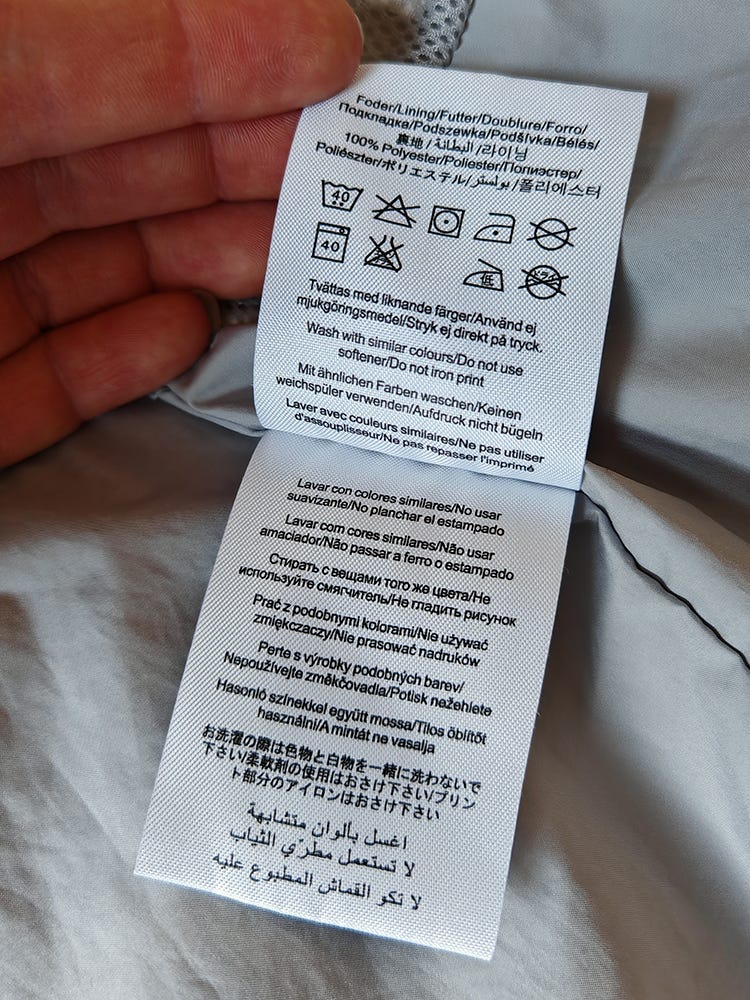 Foder/Lining/Futter/Doublure/Forro/
Подкладка/Podszewka/Podšívka/Bélés/
裏地/البطانة/라이닝
100% Polyester/Poliester/Полиэстер/
Poliészter/ポリエステル/بولستر/폴리에스터
40
40
低
ドライ
Tvättas med liknande färger/Använd ej
mjukgöringsmedel/Stryk ej direkt på tryck.
Wash with similar colours/Do not use
softener/Do not iron print
Mit ähnlichen Farben waschen/Keinen
weichspüler verwenden/Aufdruck nicht bügeln
Laver avec couleurs similaires/Ne pas utiliser
d'assouplisseur/Ne pas repasser l'imprimé
Lavar con colores similares/No usar
suavizante/No planchar el estampado
Lavar com cores similares/Não usar
amaciador/Não passar a ferro o estampado
Стирать с вещами того же цвета/Не
используйте смягчитель/Не гладить рисунок
Prać z podobnymi kolorami/Nie używać
zmiękczaczy/Nie prasować nadruków
Perte s výrobky podobných barev/
Nepoužívejte změkčovadla/Potisk nežehlete
Hasonló színekkel együtt mossa/Tilos öblítőt
használni/A mintát ne vasalja
お洗濯の際は色物と白物を一緒に洗わないで
下さい/柔軟剤の使用はおさけ下さい/プリン
ト部分のアイロンはおさけ下さい
اغسل بألوان متشابهة
لا تستعمل مطرّي الثياب
لا تكو القماش المطبوع عليه